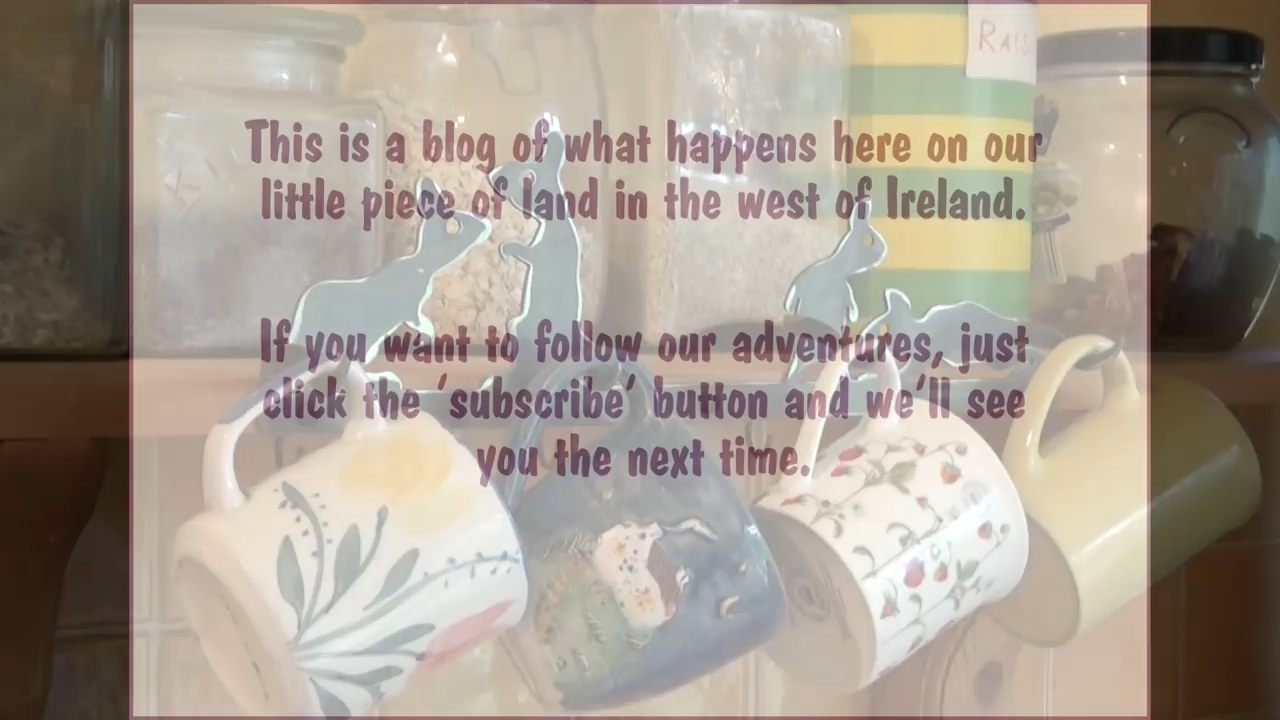 RAIS
This is a blog of what happens here on our
little piece of land in the west of Ireland.
If you want to follow our adventures, just
click the ‘subscribe’ button and we’ll see
you the next time.